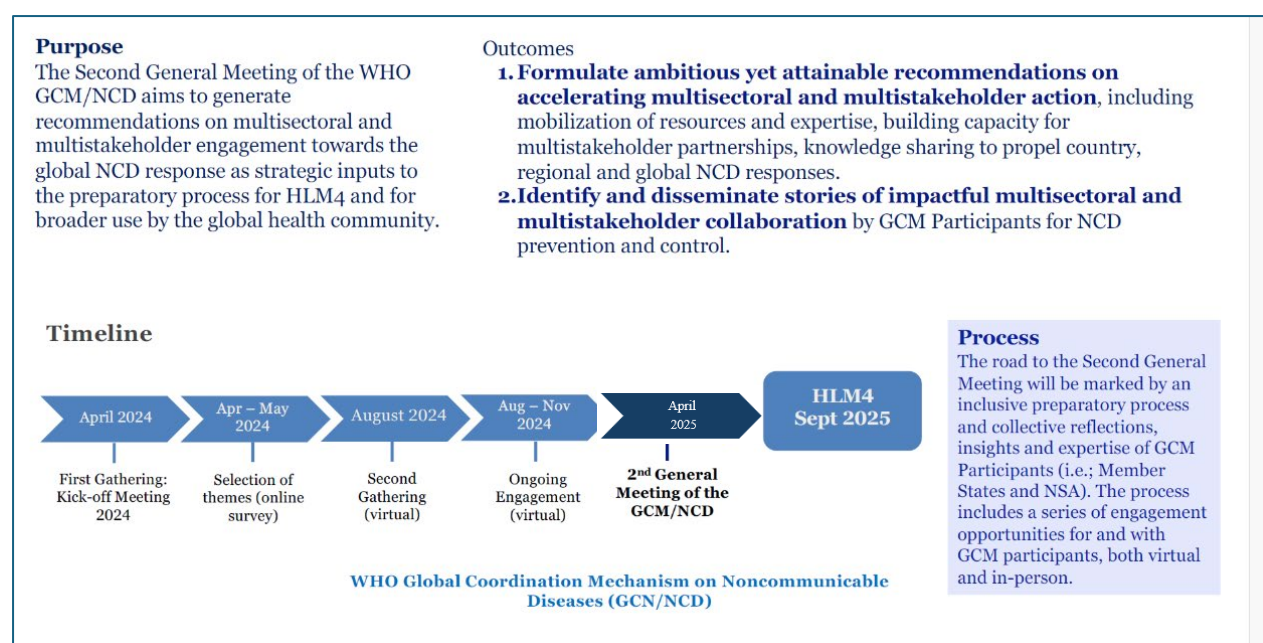 Purpose
The Second General Meeting of the WHO
GCM/NCD aims to generate
recommendations on multisectoral and
multistakeholder engagement towards the
global NCD response as strategic inputs to
the preparatory process for HLM4 and for
broader use by the global health community.
Outcomes
1. Formulate ambitious yet attainable recommendations on
accelerating multisectoral and multistakeholder action, including
mobilization of resources and expertise, building capacity for
multistakeholder partnerships, knowledge sharing to propel country,
regional and global NCD responses.
2. Identify and disseminate stories of impactful multisectoral and
multistakeholder collaboration by GCM Participants for NCD
prevention and control.
Timeline
April 2024
First Gathering:
Kick-off Meeting
2024
Apr – May
2024
Selection of
themes (online
survey)
August 2024
Second
Gathering
(virtual)
Aug – Nov
2024
Ongoing
Engagement
(virtual)
April
2025
2nd General
Meeting of the
GCM/NCD
HLM4
Sept 2025
Process
The road to the Second General
Meeting will be marked by an
inclusive preparatory process
and collective reflections,
insights and expertise of GCM
Participants (i.e.; Member
States and NSA). The process
includes a series of engagement
opportunities for and with
GCM participants, both virtual
and in-person.
WHO Global Coordination Mechanism on Noncommunicable
Diseases (GCN/NCD)